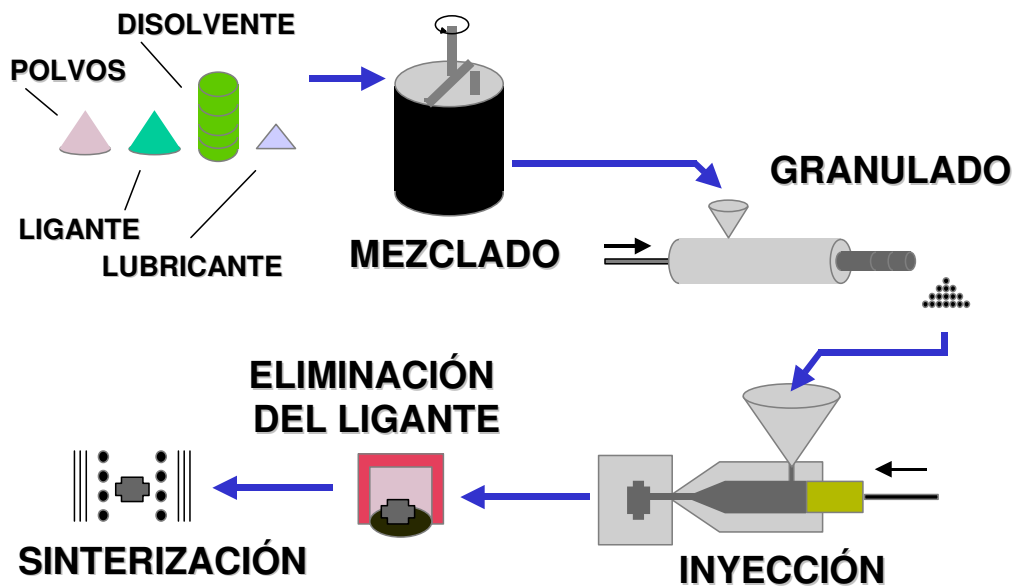 DISOLVENTE
POLVOS
LIGANTE
LUBRICANTE
MEZCLADO
GRANULADO
ELIMINACIÓN
DEL LIGANTE
SINTERIZACIÓN
INYECCIÓN